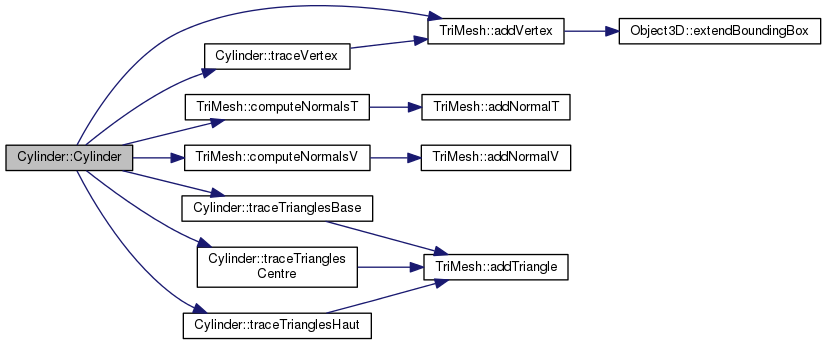 Cylinder::Cylinder
TriMesh::addVertex
Object3D::extendBoundingBox
Cylinder::traceVertex
TriMesh::computeNormalsT
TriMesh::addNormalT
TriMesh::computeNormalsV
TriMesh::addNormalV
Cylinder::traceTrianglesBase
Cylinder::traceTriangles
Centre
TriMesh::addTriangle
Cylinder::traceTrianglesHaut